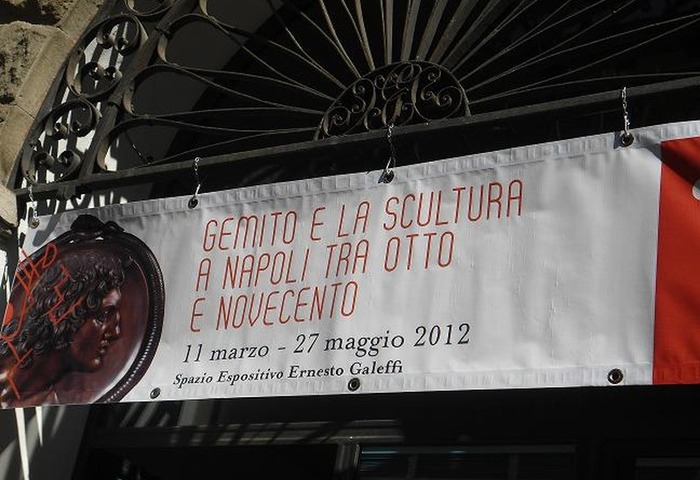 GEMITO E LA SCULTURA
A NAPOLI TRA OTTO
E NOVECENTO
11 marzo - 27 maggio 2012
Spazio Espositivo Ernesto Galeffi